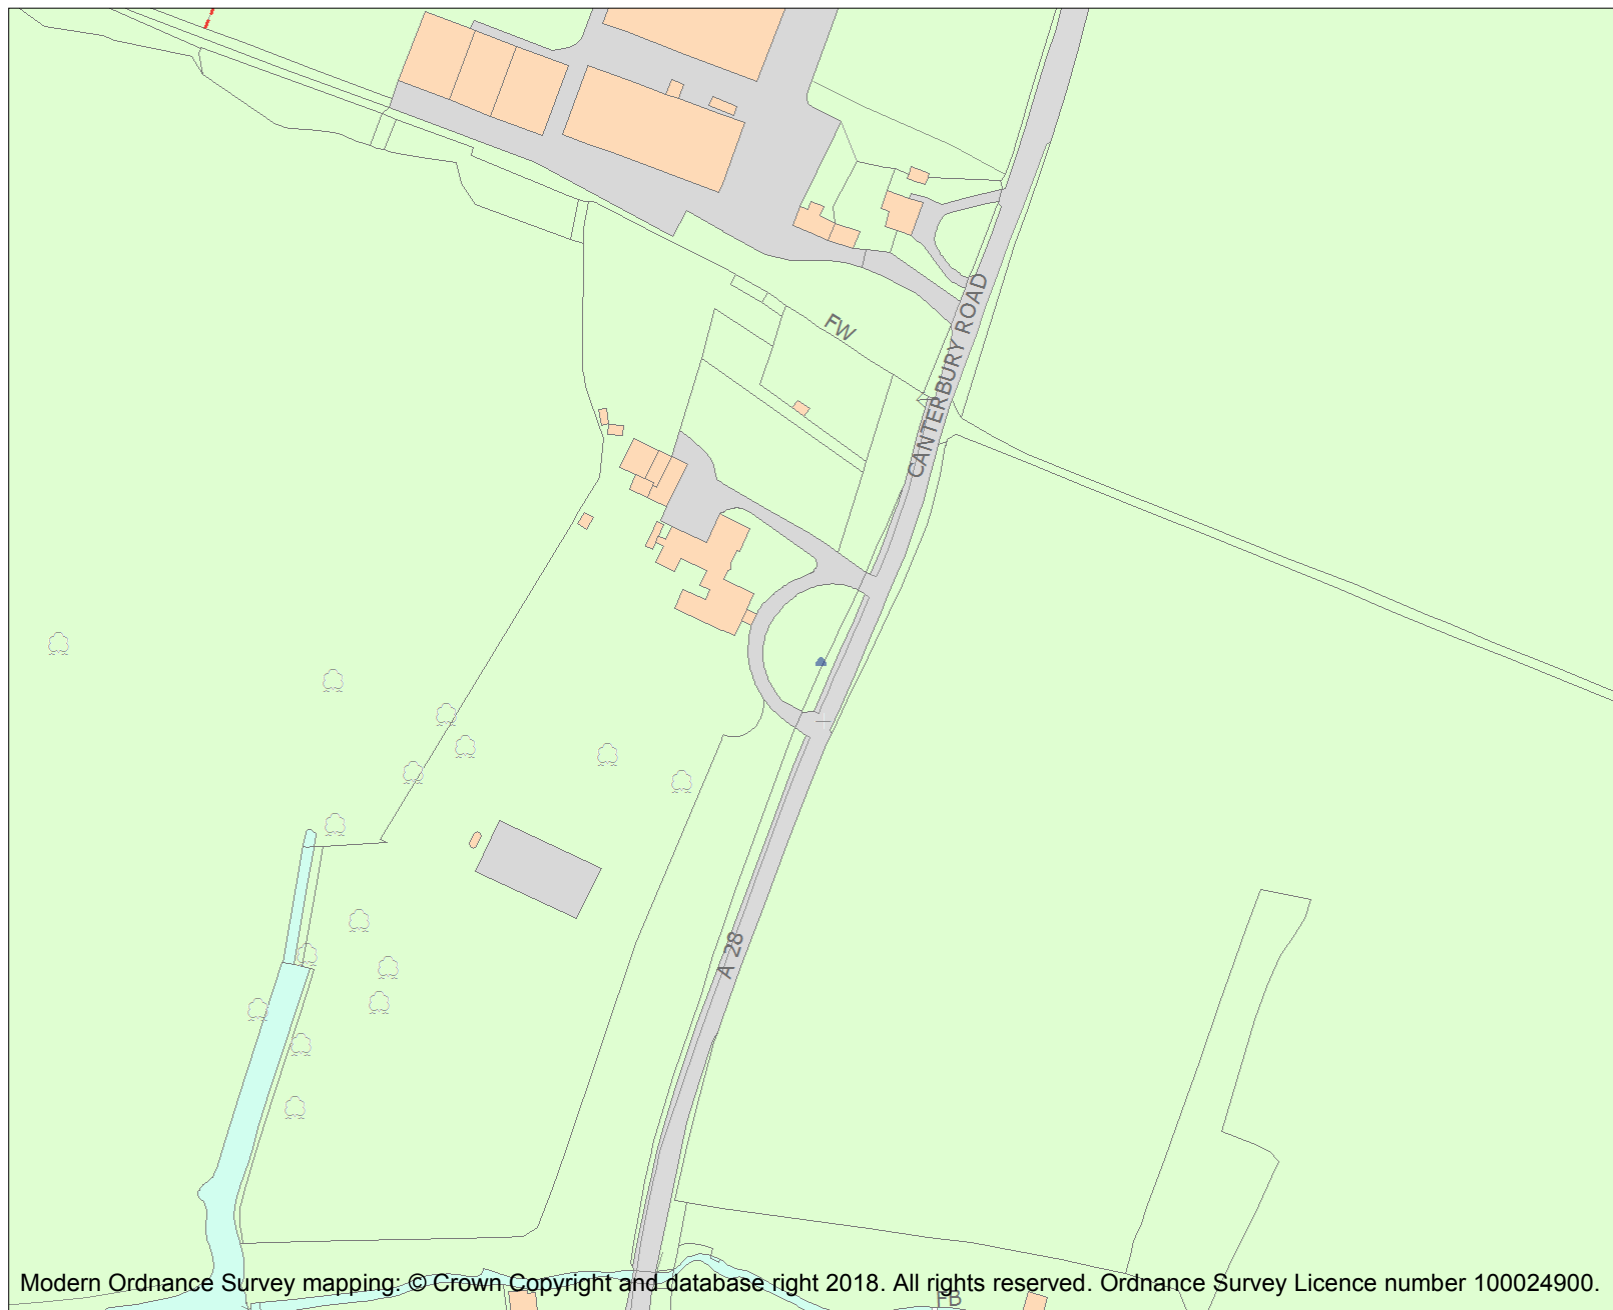 FW
CANTERBURY ROAD
A 28
Modern Ordnance Survey mapping: © Crown Copyright and database right 2018. All rights reserved. Ordnance Survey Licence number 100024900.
FB